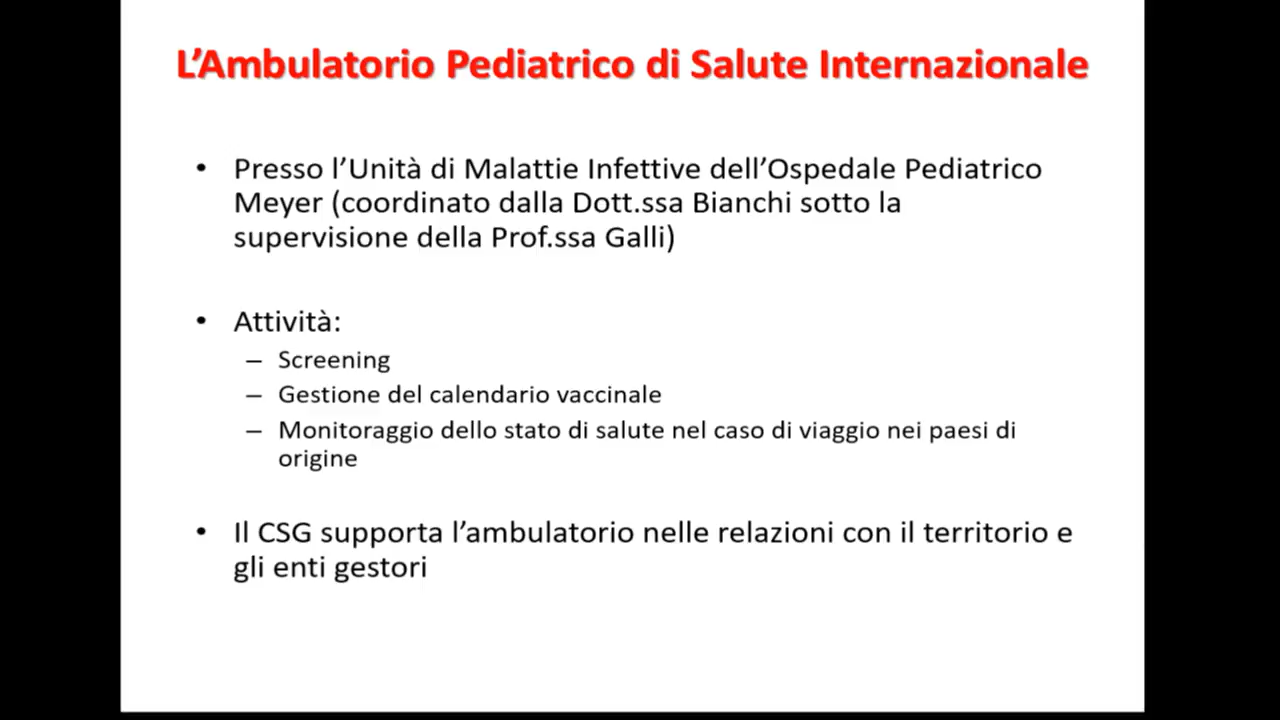 L’Ambulatorio Pediatrico di Salute Internazionale
• Presso l’Unità di Malattie Infettive dell’Ospedale Pediatrico
Meyer (coordinato dalla Dott.ssa Bianchi sotto la
supervisione della Prof.ssa Galli)
• Attività:
– Screening
– Gestione del calendario vaccinale
– Monitoraggio dello stato di salute nel caso di viaggio nei paesi di
origine
• Il CSG supporta l’ambulatorio nelle relazioni con il territorio e
gli enti gestori